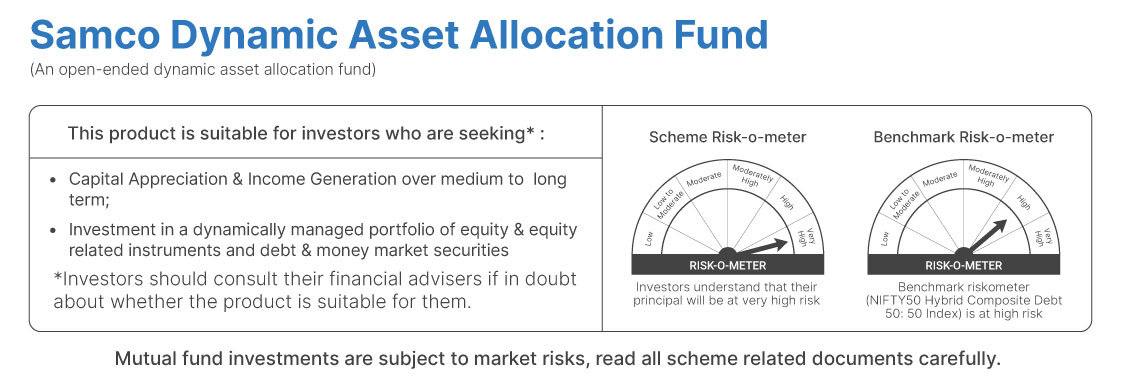 Samco Dynamic Asset Allocation Fund
(An open-ended dynamic asset allocation fund)
This product is suitable for investors who are seeking* :
• Capital Appreciation & Income Generation over medium to long
term;
• Investment in a dynamically managed portfolio of equity & equity
related instruments and debt & money market securities
*Investors should consult their financial advisers if in doubt
about whether the product is suitable for them.
Scheme Risk-o-meter
Low
Low to
Moderate
Moderate
Moderately
High
High
Very
High
RISK-O-METER
Investors understand that their
principal will be at very high risk
Benchmark Risk-o-meter
Low
Low to
Moderate
Moderate
Moderately
High
High
Very
High
RISK-O-METER
Benchmark riskometer
(NIFTY50 Hybrid Composite Debt
50: 50 Index) is at high risk
Mutual fund investments are subject to market risks, read all scheme related documents carefully.